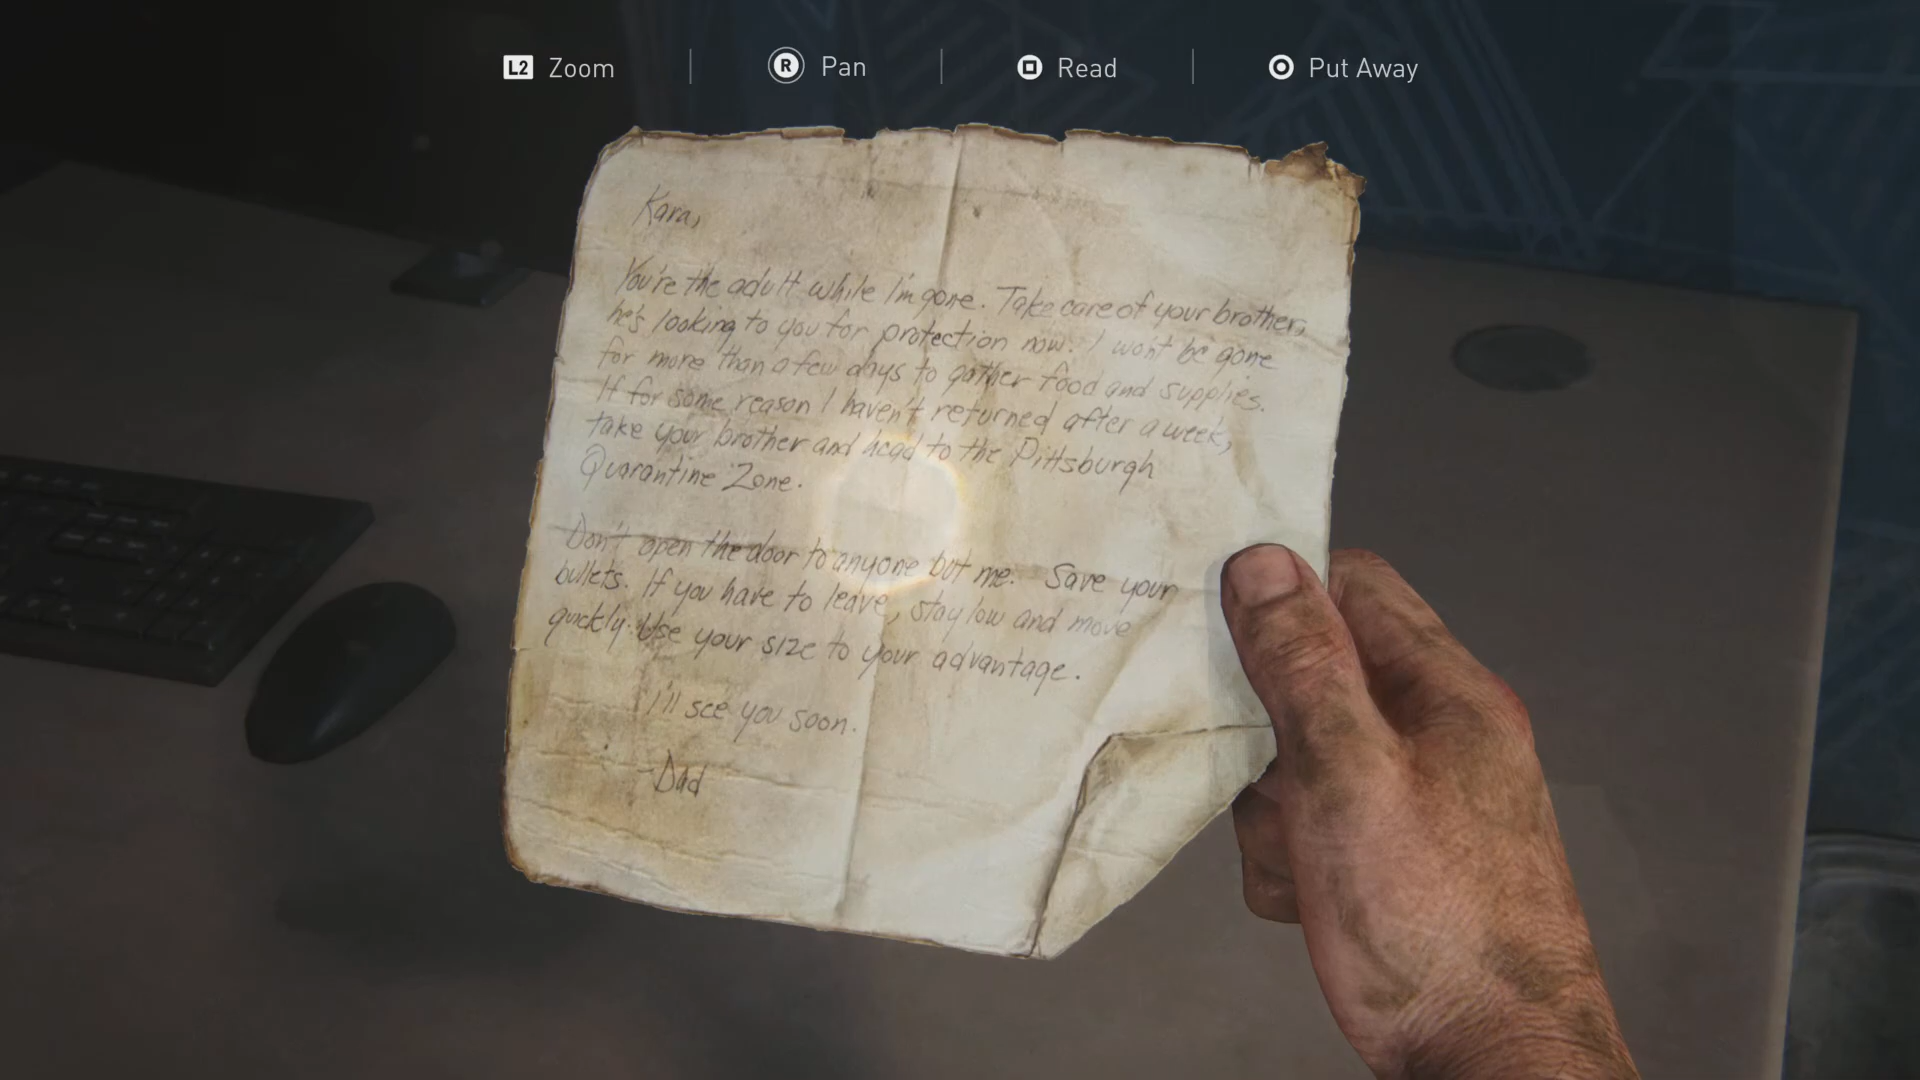 L2 Zoom R Pan Read Put Away
Kara,
You're the adult while I'm gone. Take care of your brother,
he's looking to you for protection now. I won't be gone
for more than a few days to gather food and supplies.
If for some reason I haven't returned after a week,
take your brother and head to the Pittsburgh
Quarantine Zone.
Don't open the door to anyone but me. Save your
bullets. If you have to leave, stay low and move
quickly. Use your size to your advantage.
I'll see you soon.
Dad